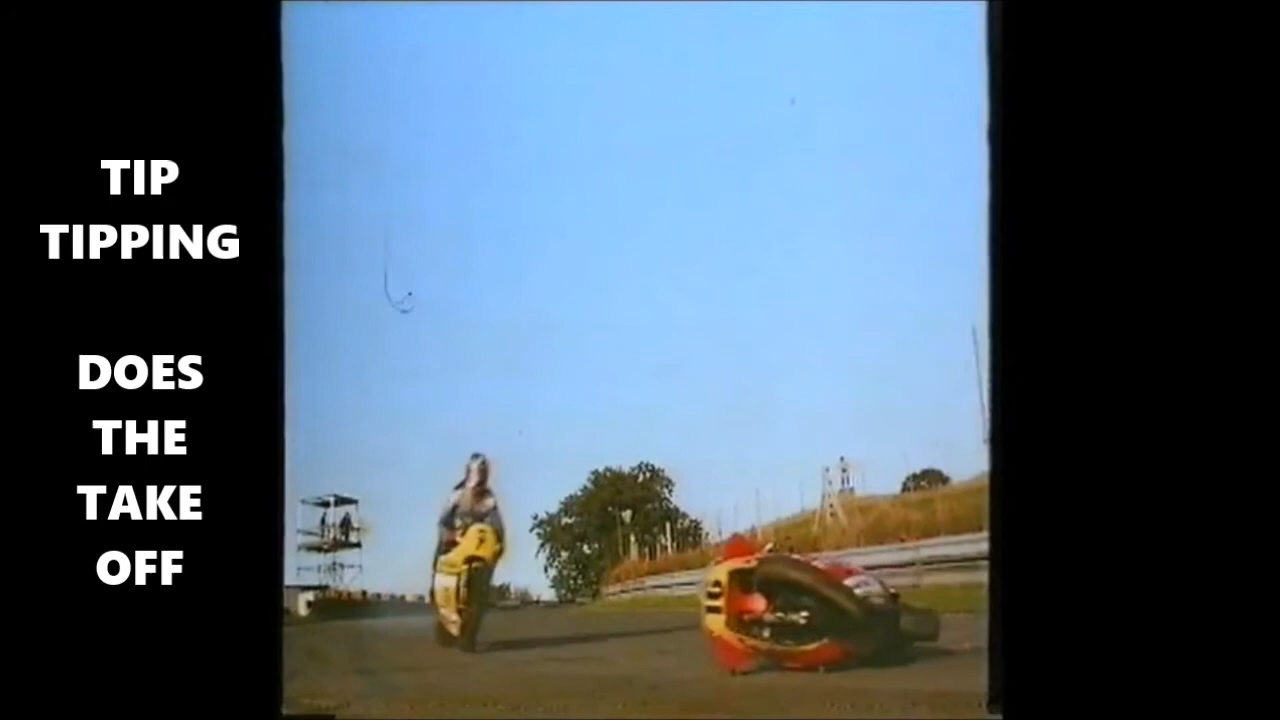 TIP
TIPPING
DOES
THE
TAKE
OFF